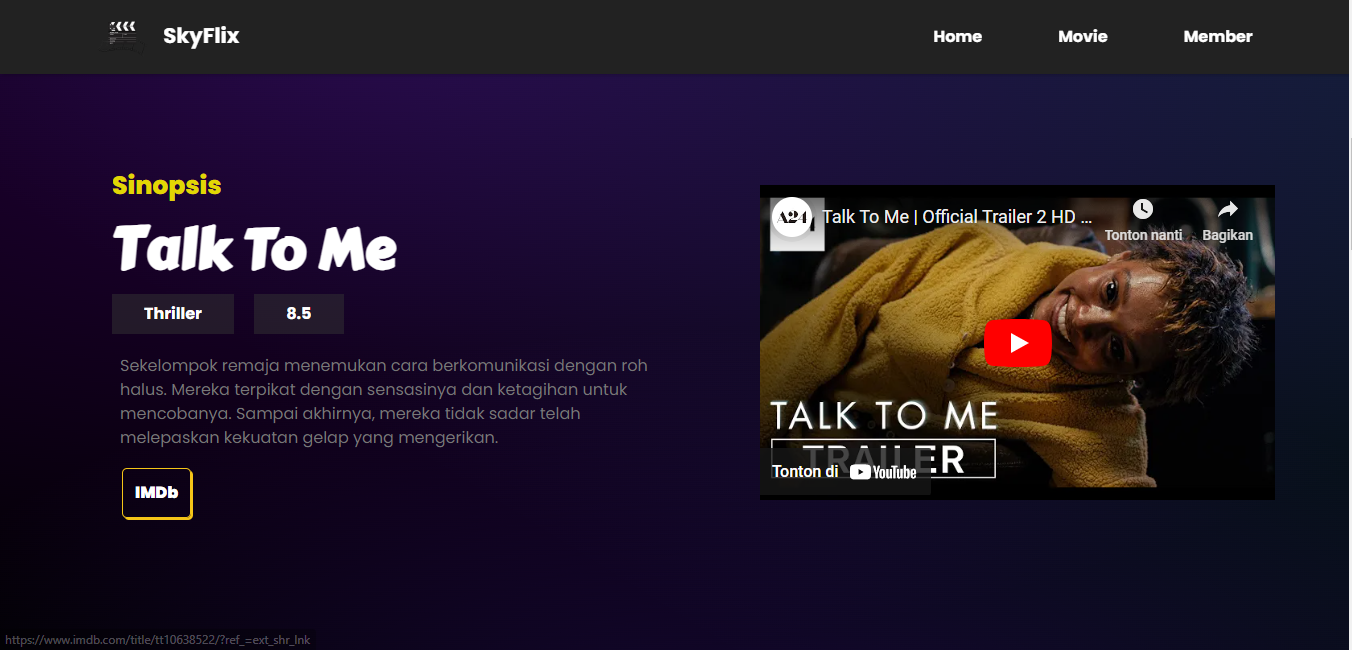 SkyFlix
Home
Movie
Member
Sinopsis
Talk To Me
Thriller
8.5
Sekelompok remaja menemukan cara berkomunikasi dengan roh
halus. Mereka terpikat dengan sensasinya dan ketagihan untuk
mencobanya. Sampai akhirnya, mereka tidak sadar telah
melepaskan kekuatan gelap yang mengerikan.
IMDb
A24
Talk To Me | Official Trailer 2 HD ...
Tonton nanti
Bagikan
TALK TO ME
TRAILER
Tonton di YouTube
https://www.imdb.com/title/tt10638522/?ref_=ext_shr_lnk